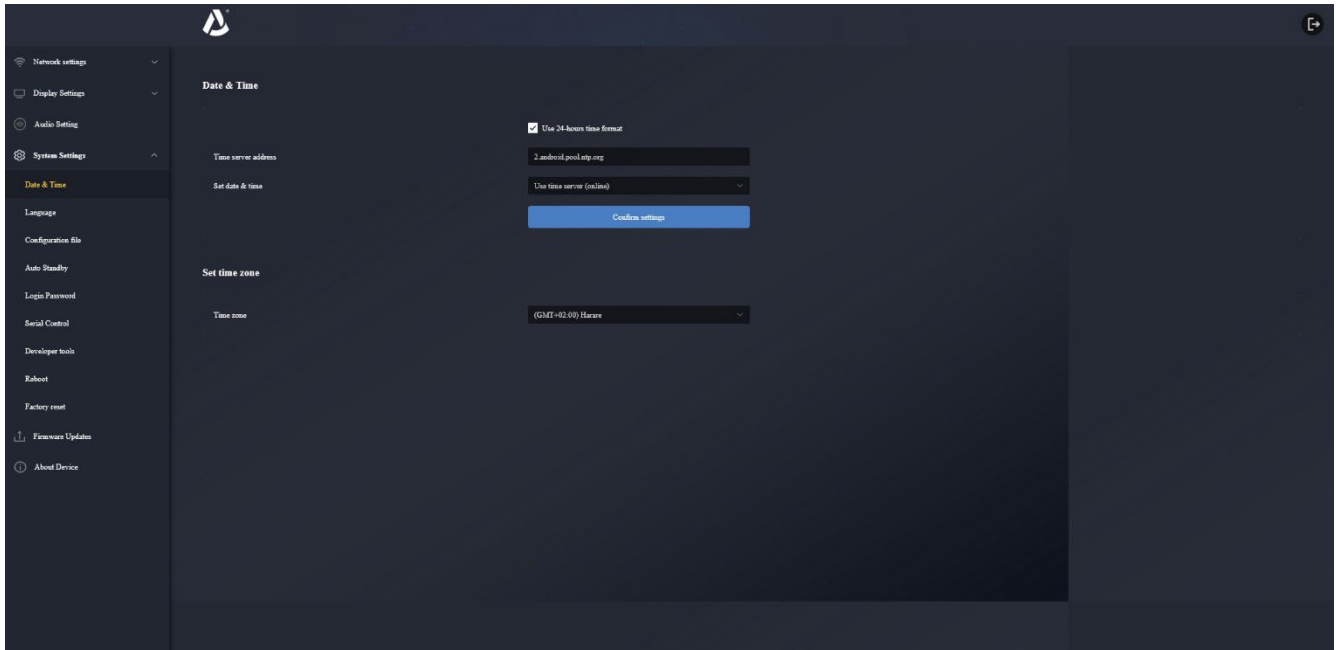 Network settings
Display Settings
Audio Setting
System Settings
Date & Time
Language
Configuration file
Auto Standby
Login Password
Serial Control
Developer tools
Reboot
Factory reset
Firmware Updates
About Device
Date & Time
Use 24-hours time format
Time server address
2.android.pool.ntp.org
Set date & time
Use time server (online)
Confirm settings
Set time zone
Time zone
(GMT+02:00) Harare